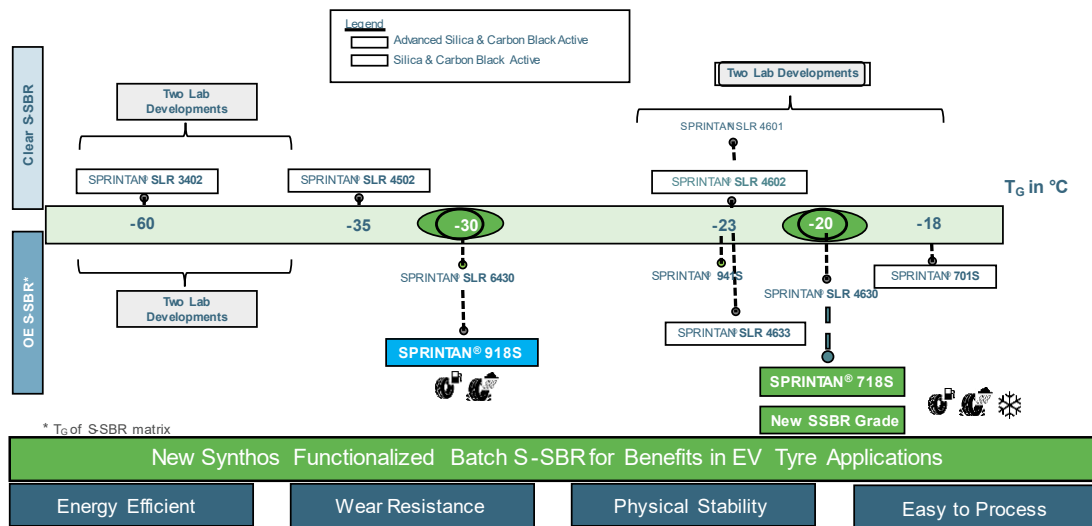 Legend
Advanced Silica & Carbon Black Active
Silica & Carbon Black Active
Clear S-SBR
Two Lab
Developments
Two Lab Developments
SPRINTAN® SLR 4601
SPRINTAN® SLR 3402
SPRINTAN® SLR 4502
SPRINTAN® SLR 4602
TG in °C
-60
-35
-30
-23
-20
-18
OE S-SBR*
SPRINTAN® SLR 6430
SPRINTAN® 941S
SPRINTAN® SLR 4630
SPRINTAN® 701S
Two Lab
Developments
SPRINTAN® SLR 4633
SPRINTAN® 918S
SPRINTAN® 718S
New SSBR Grade
* TG of S-SBR matrix
New Synthos Functionalized Batch S-SBR for Benefits in EV Tyre Applications
Energy Efficient
Wear Resistance
Physical Stability
Easy to Process